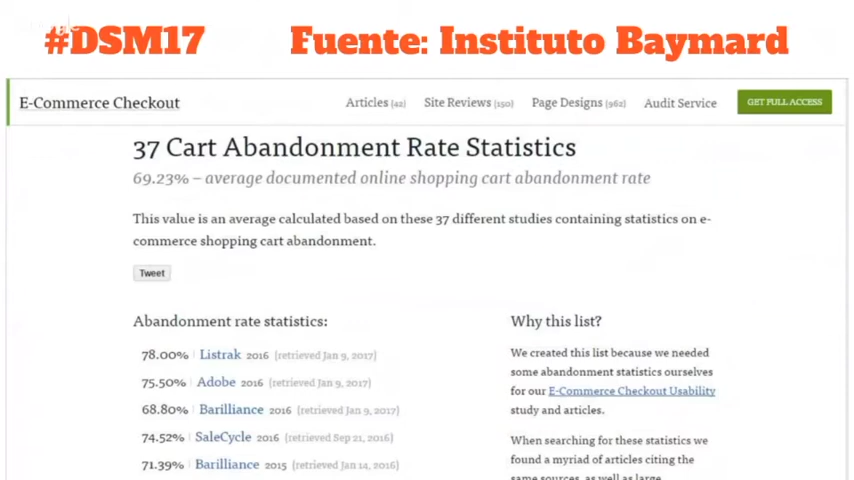 #DSM17 Fuente: Instituto Baymard
E-Commerce Checkout Articles (42) Site Reviews (150) Page Designs (962) Audit Service GET FULL ACCESS
37 Cart Abandonment Rate Statistics
69.23% – average documented online shopping cart abandonment rate
This value is an average calculated based on these 37 different studies containing statistics on e-
commerce shopping cart abandonment.
Tweet
Abandonment rate statistics:
78.00% Listrak 2016 (retrieved Jan 9, 2017)
75.50% Adobe 2016 (retrieved Jan 9, 2017)
68.80% Barilliance 2016 (retrieved Jan 9, 2017)
74.52% SaleCycle 2016 (retrieved Sep 21, 2016)
71.39% Barilliance 2015 (retrieved Jan 14, 2016)
Why this list?
We created this list because we needed
some abandonment statistics ourselves
for our E-Commerce Checkout Usability
study and articles.
When searching for these statistics we
found a myriad of articles citing the
same sources, as well as large